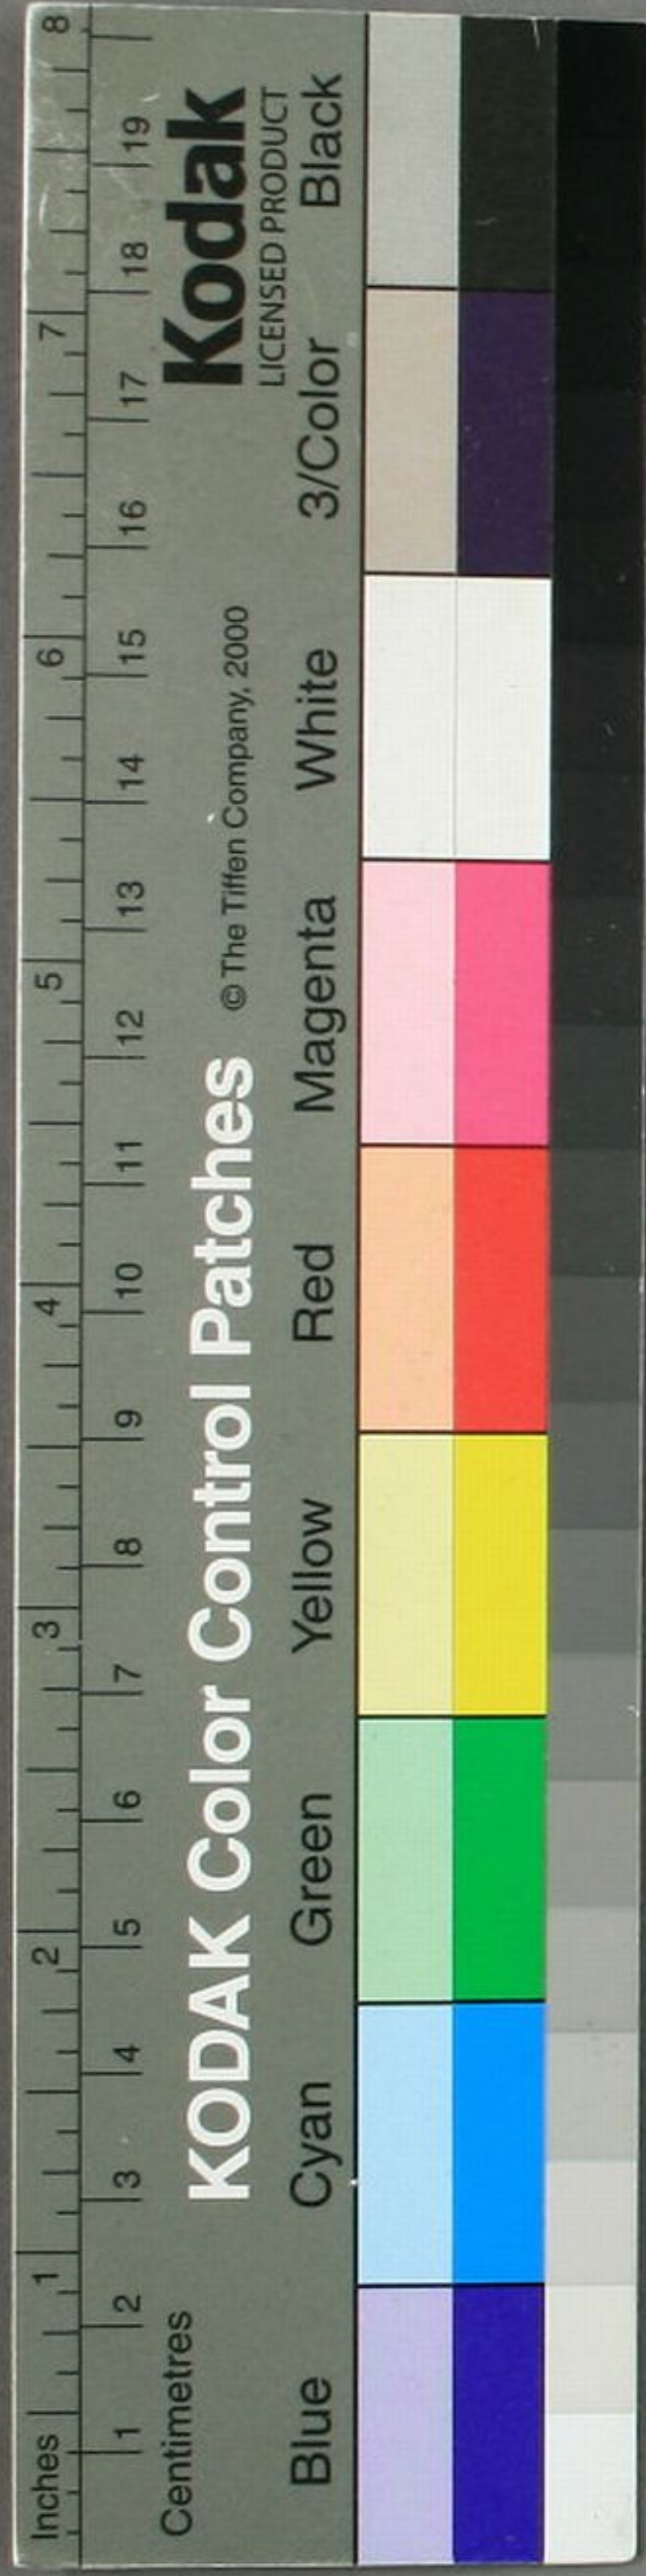 Inches 1 2 3 4 5 6 7 8
Centimetres 1 2 3 4 5 6 7 8 9 10 11 12 13 14 15 16 17 18 19
KODAK Color Control Patches © The Tiffen Company, 2000 Kodak
LICENSED PRODUCT
Blue Cyan Green Yellow Red Magenta White 3/Color Black